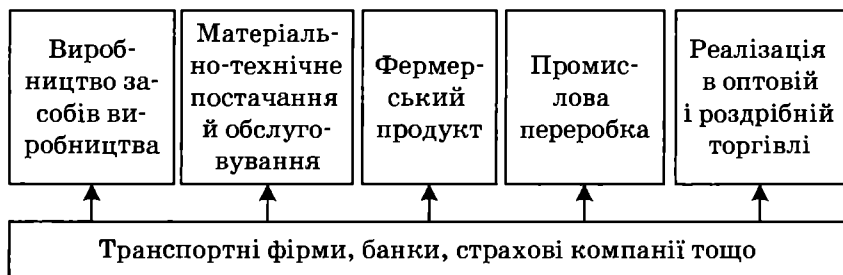 Вироб-
ництво за-
собів ви-
робництва
Матеріаль-
но-технічне
постачання
й обслуго-
вування
Фермер-
ський
продукт
Промис-
лова
переробка
Реалізація
в оптовій
і роздрібній
торгівлі
Транспортні фірми, банки, страхові компанії тощо